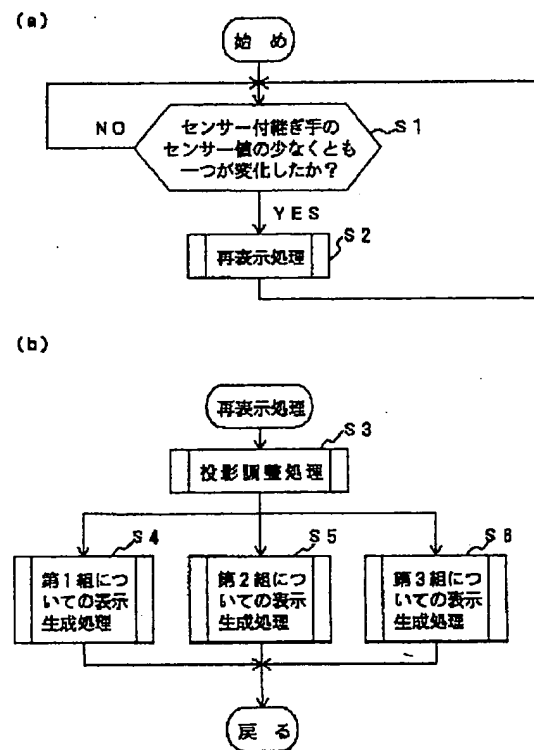 (a)
始め
NO
センサー付継ぎ手の
センサー値の少なくとも
一つが変化したか?
S1
YES
S2
再表示処理
(b)
再表示処理
S3
投影調整処理
S4
S5
S6
第1組につ
いての表示
生成処理
第2組につ
いての表示
生成処理
第3組につ
いての表示
生成処理
戻る